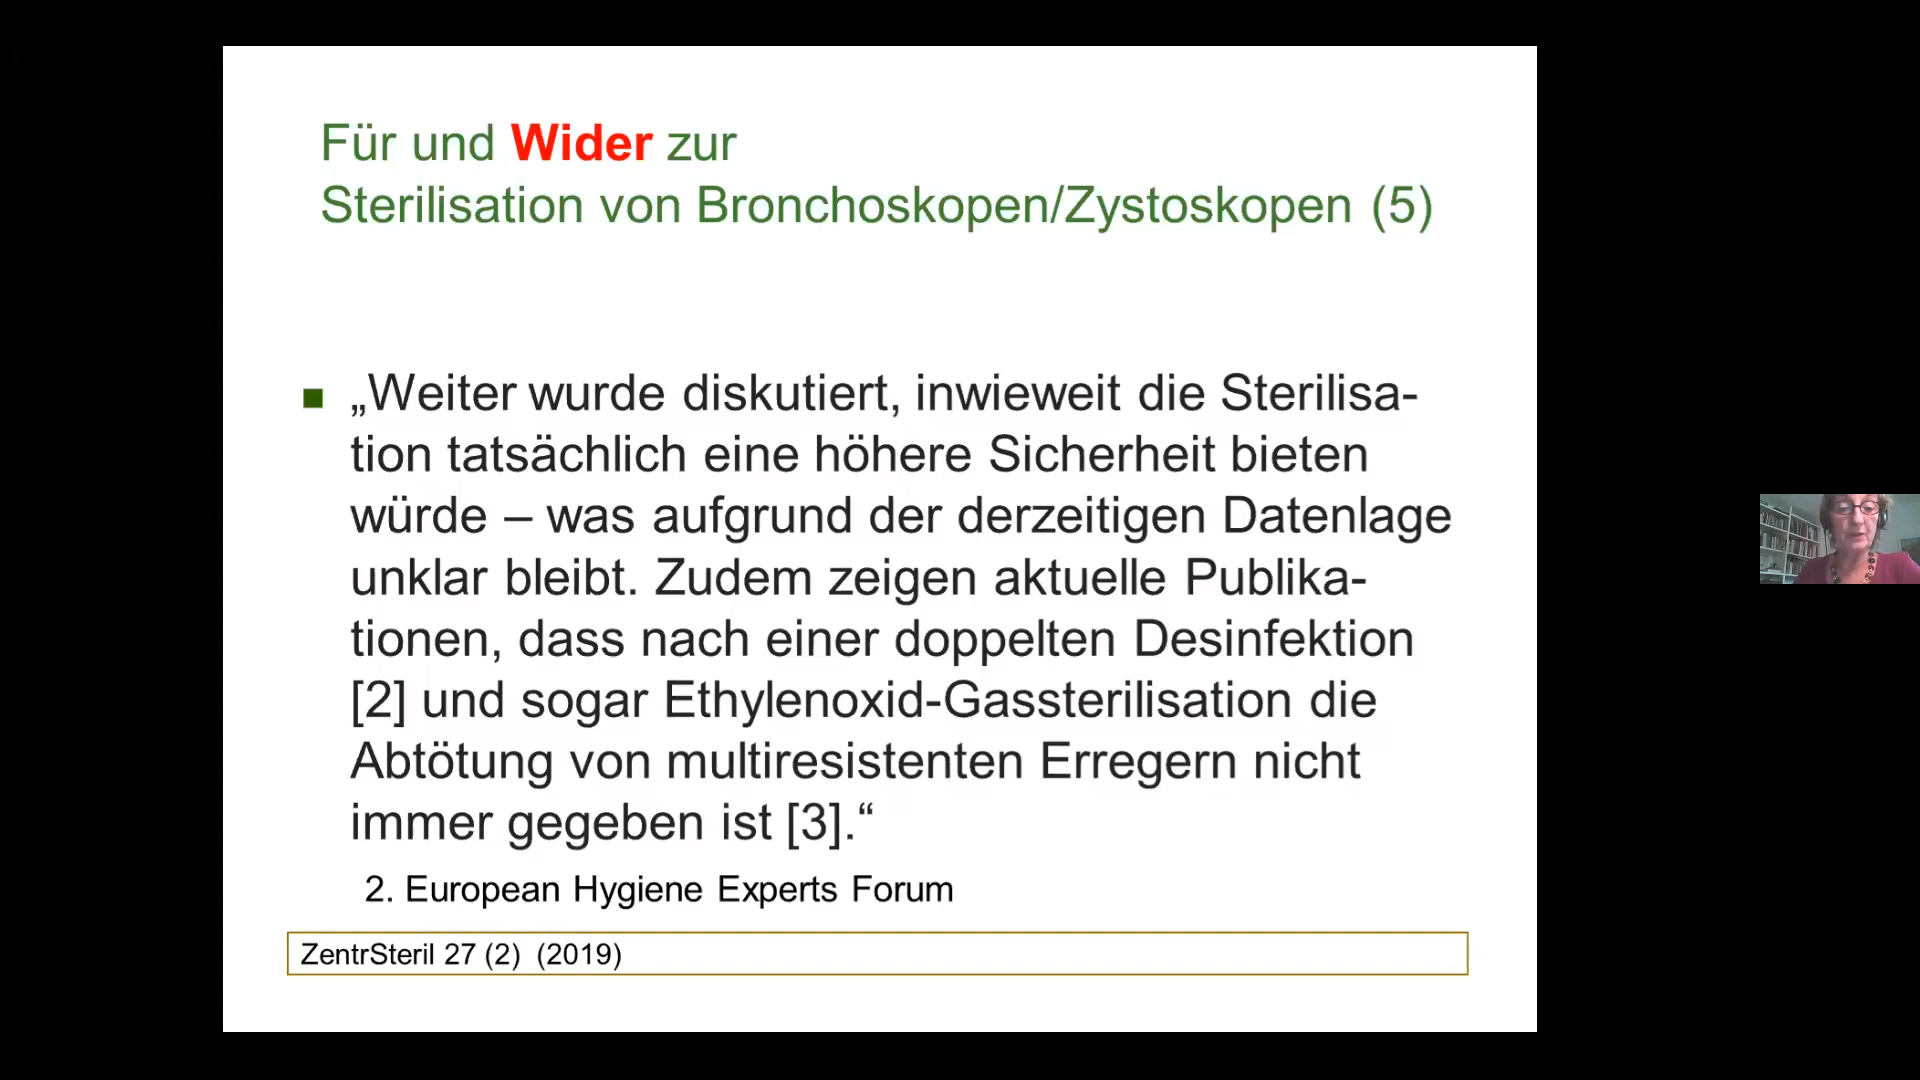 Für und Wider zur
Sterilisation von Bronchoskopen/Zystoskopen (5)
„Weiter wurde diskutiert, inwieweit die Sterilisa-
tion tatsächlich eine höhere Sicherheit bieten
würde – was aufgrund der derzeitigen Datenlage
unklar bleibt. Zudem zeigen aktuelle Publika-
tionen, dass nach einer doppelten Desinfektion
[2] und sogar Ethylenoxid-Gassterilisation die
Abtötung von multiresistenten Erregern nicht
immer gegeben ist [3].“
2. European Hygiene Experts Forum
ZentrSteril 27 (2) (2019)